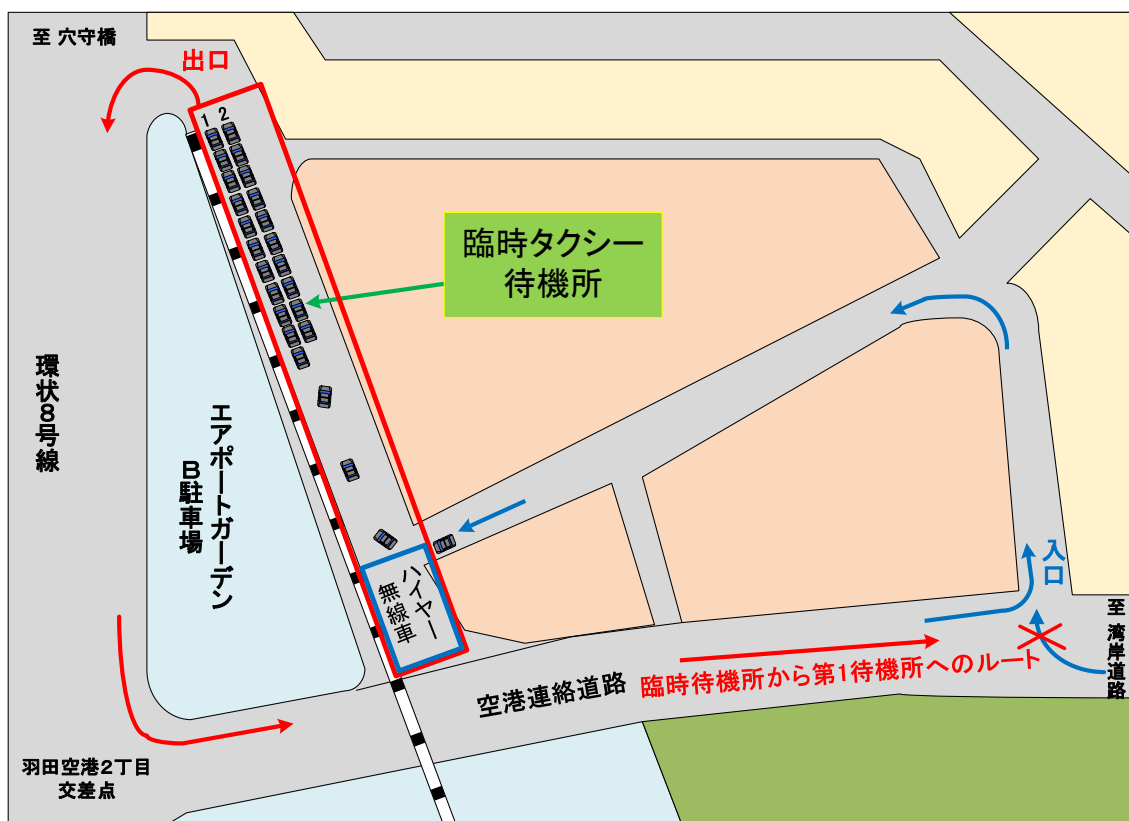 至 穴守橋
出口
1 2
臨時タクシー
待機所
環状8号線
エアポートガーデン
B駐車場
ハイヤー
無線車
入口
至 湾岸道路
臨時待機所から第1待機所へのルート
空港連絡道路
羽田空港2丁目
交差点